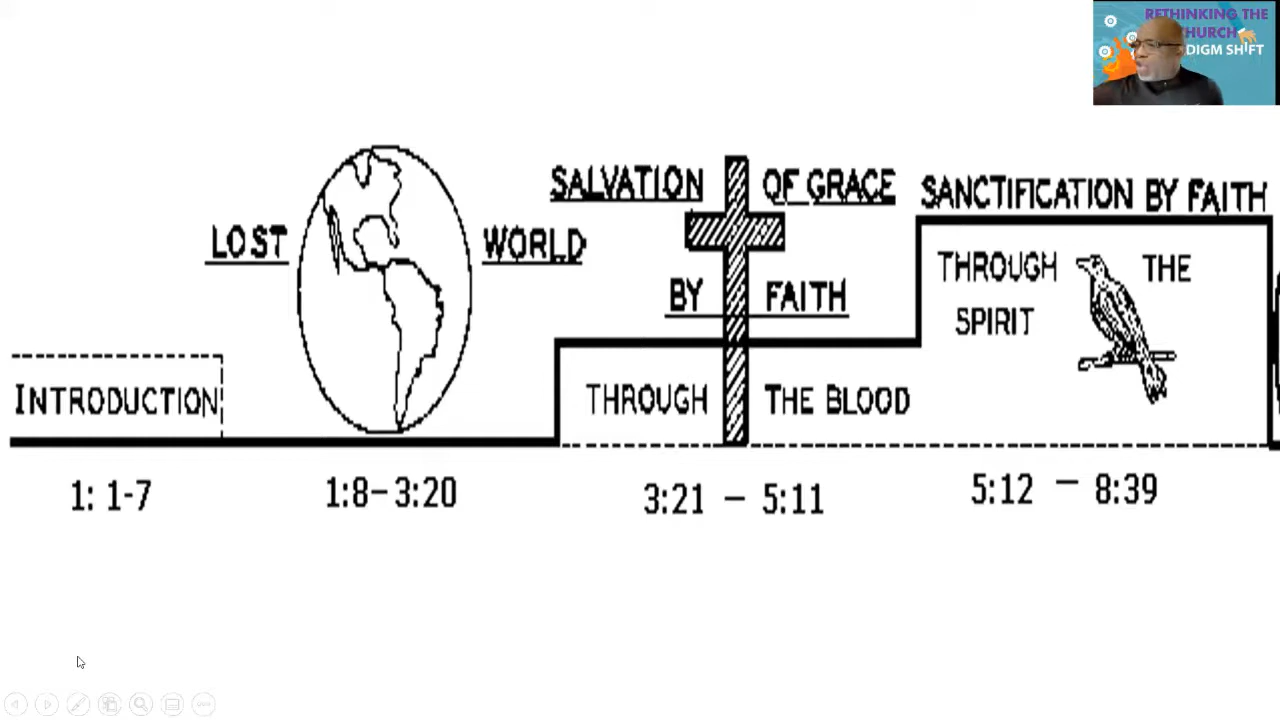 RETHINKING THE
CHURCH
DIGM SHIFT
SALVATION OF GRACE
SANCTIFICATION BY FAITH
LOST WORLD
THROUGH THE
SPIRIT
BY FAITH
INTRODUCTION
THROUGH THE BLOOD
1: 1-7
1:8-3:20
3:21 - 5:11
5:12 - 8:39